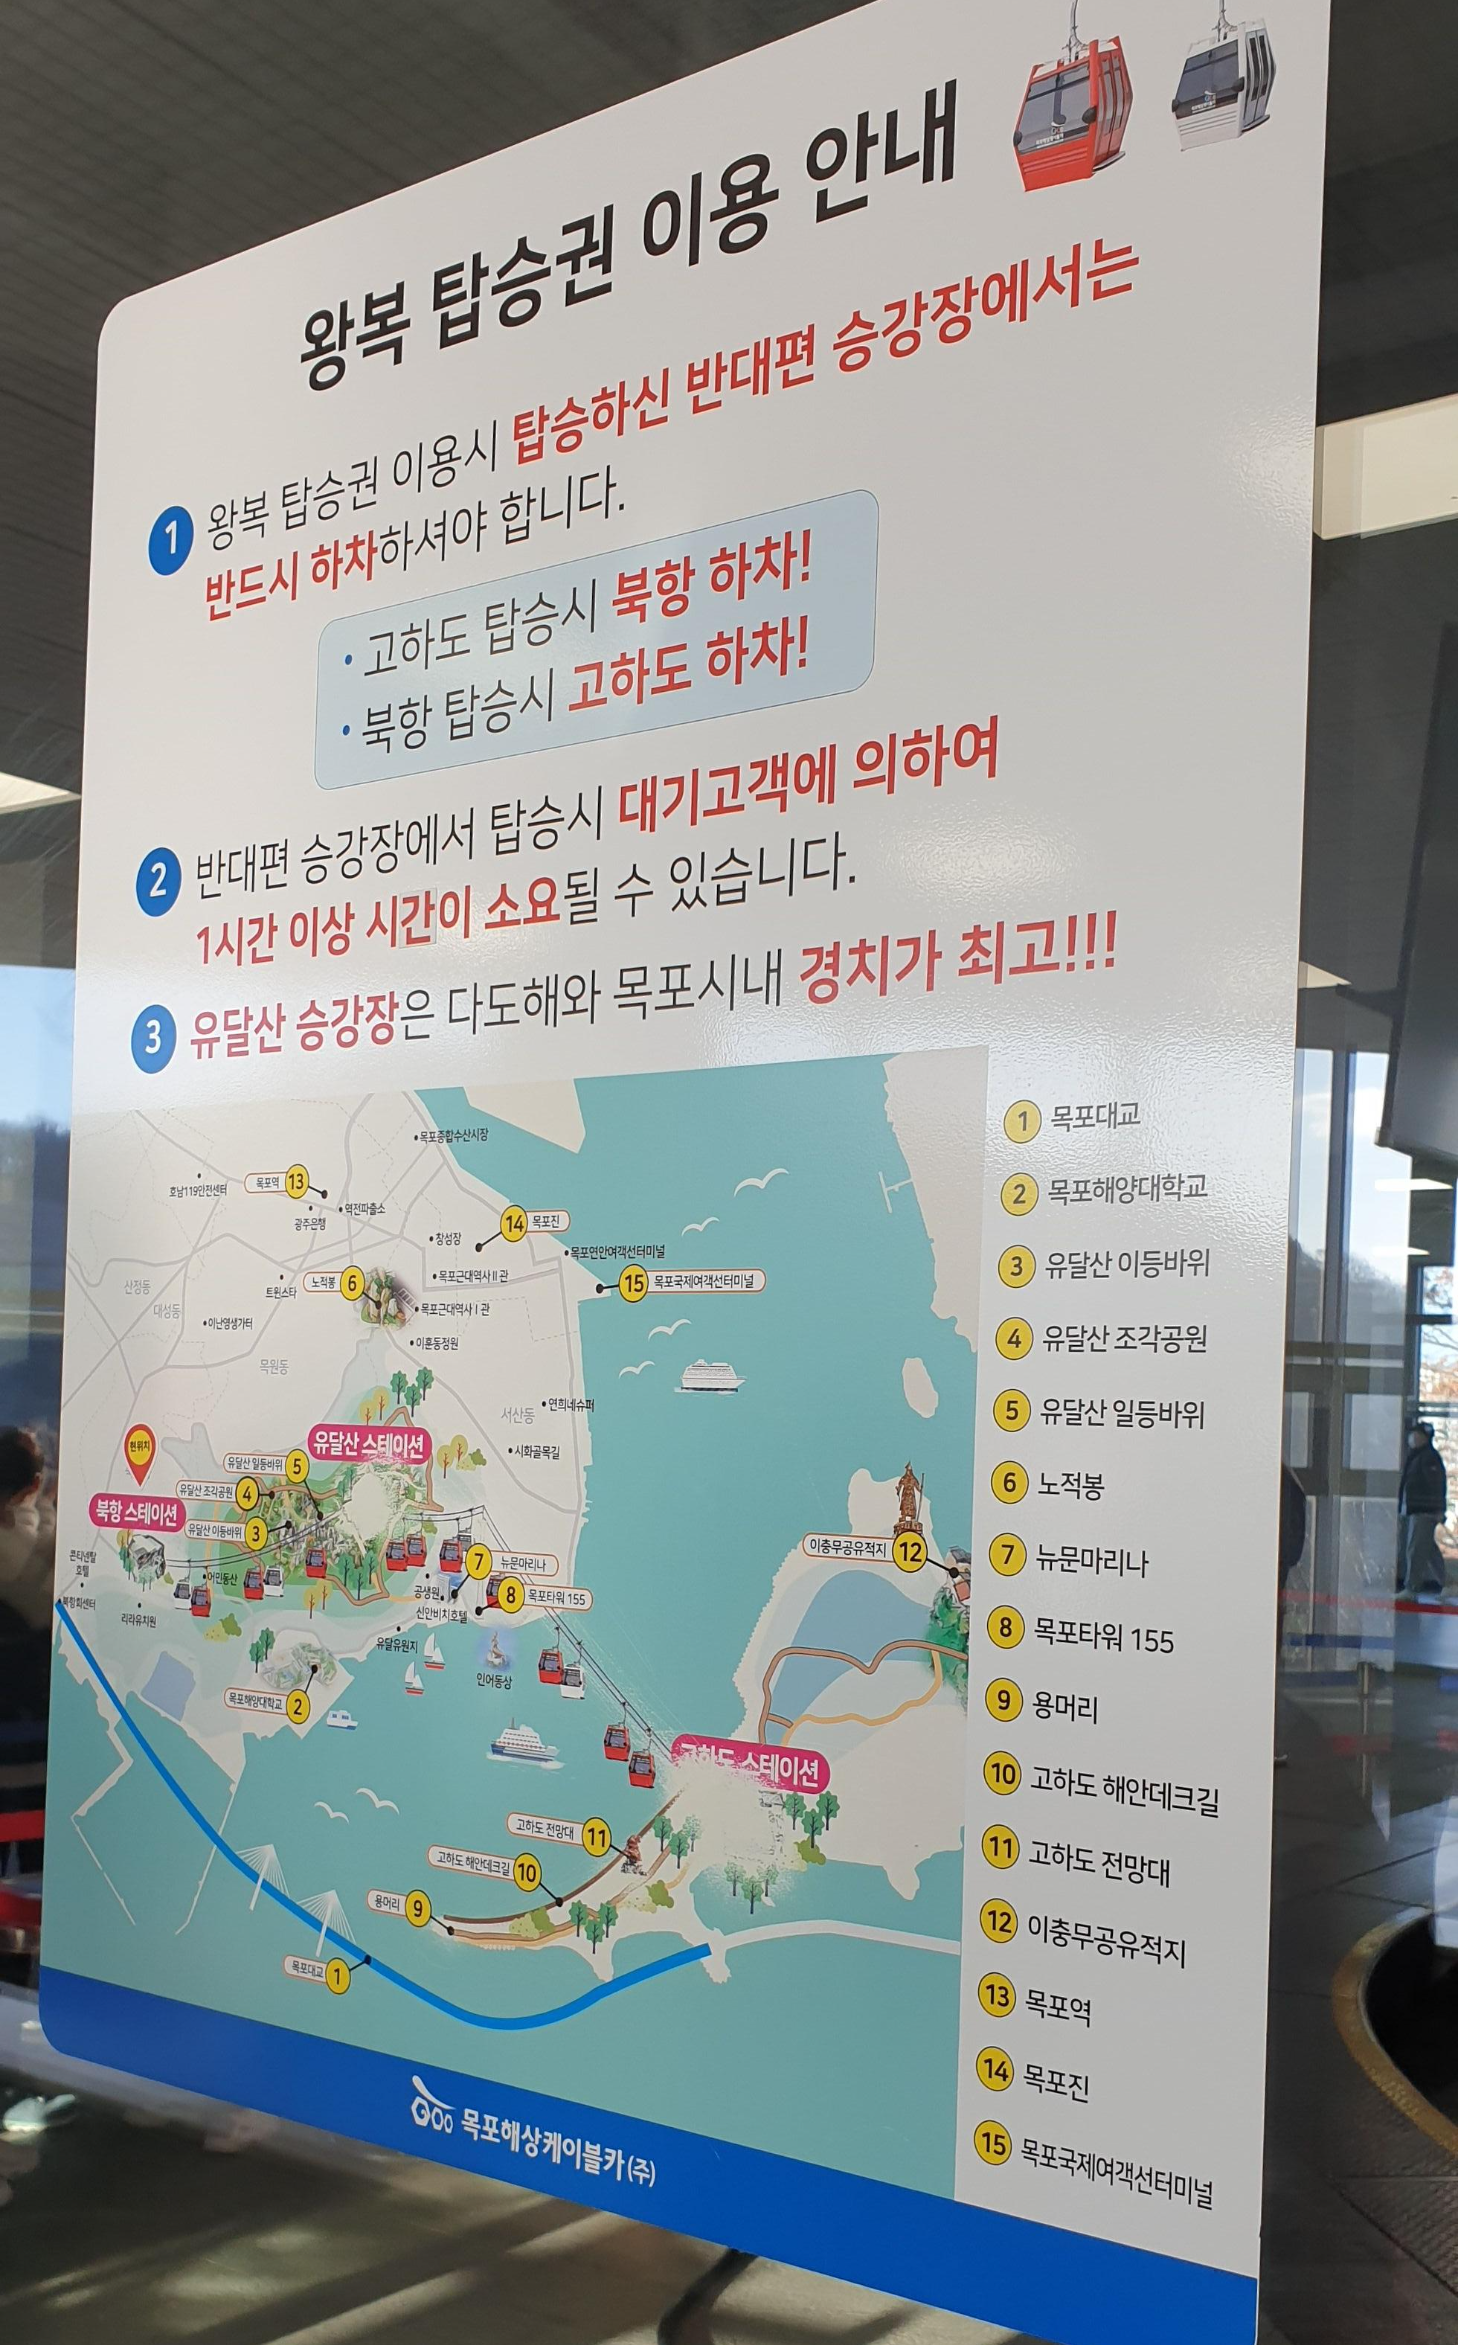 왕복 탑승권 이용 안내
1 왕복 탑승권 이용시 탑승하신 반대편 승강장에서는
반드시 하차하셔야 합니다.
• 고하도 탑승시 북항 하차!
• 북항 탑승시 고하도 하차!
2 반대편 승강장에서 탑승시 대기고객에 의하여
1시간 이상 시간이 소요될 수 있습니다.
3 유달산 승강장은 다도해와 목포시내 경치가 최고!!!
목포종합수산시장
호남119안전센터
목포역 13
역전파출소
광주은행
14 목포진
창성장
목포연안여객선터미널
15 목포국제여객선터미널
목포근대역사 II 관
노적봉 6
트윈스타
산정동
대성동
목포근대역사 I 관
이난영생가터
이훈동정원
목원동
연희네슈퍼
서산동
시화골목길
현위치
유달산 스테이션
유달산 일등바위 5
유달산 조각공원 4
북항 스테이션
유달산 이등바위 3
이충무공유적지 12
콘티넨탈
호텔
어민동산
7 뉴문마리나
8 목포타워 155
공생원
신안비치호텔
북항회센터
리라유치원
유달유원지
인어동상
목포해양대학교 2
고하도 스테이션
고하도 전망대 11
고하도 해안데크길 10
용머리 9
목포대교 1
1 목포대교
2 목포해양대학교
3 유달산 이등바위
4 유달산 조각공원
5 유달산 일등바위
6 노적봉
7 뉴문마리나
8 목포타워 155
9 용머리
10 고하도 해안데크길
11 고하도 전망대
12 이충무공유적지
13 목포역
14 목포진
15 목포국제여객선터미널
목포해상케이블카(주)